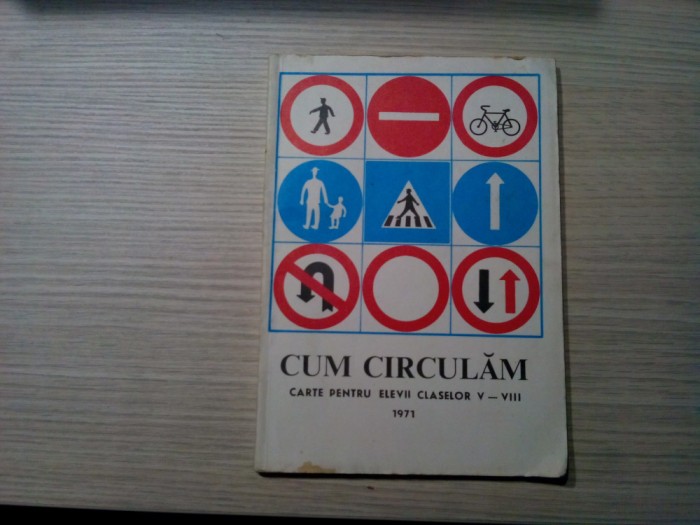 CUM CIRCULĂM
CARTE PENTRU ELEVII CLASELOR V — VIII
1971